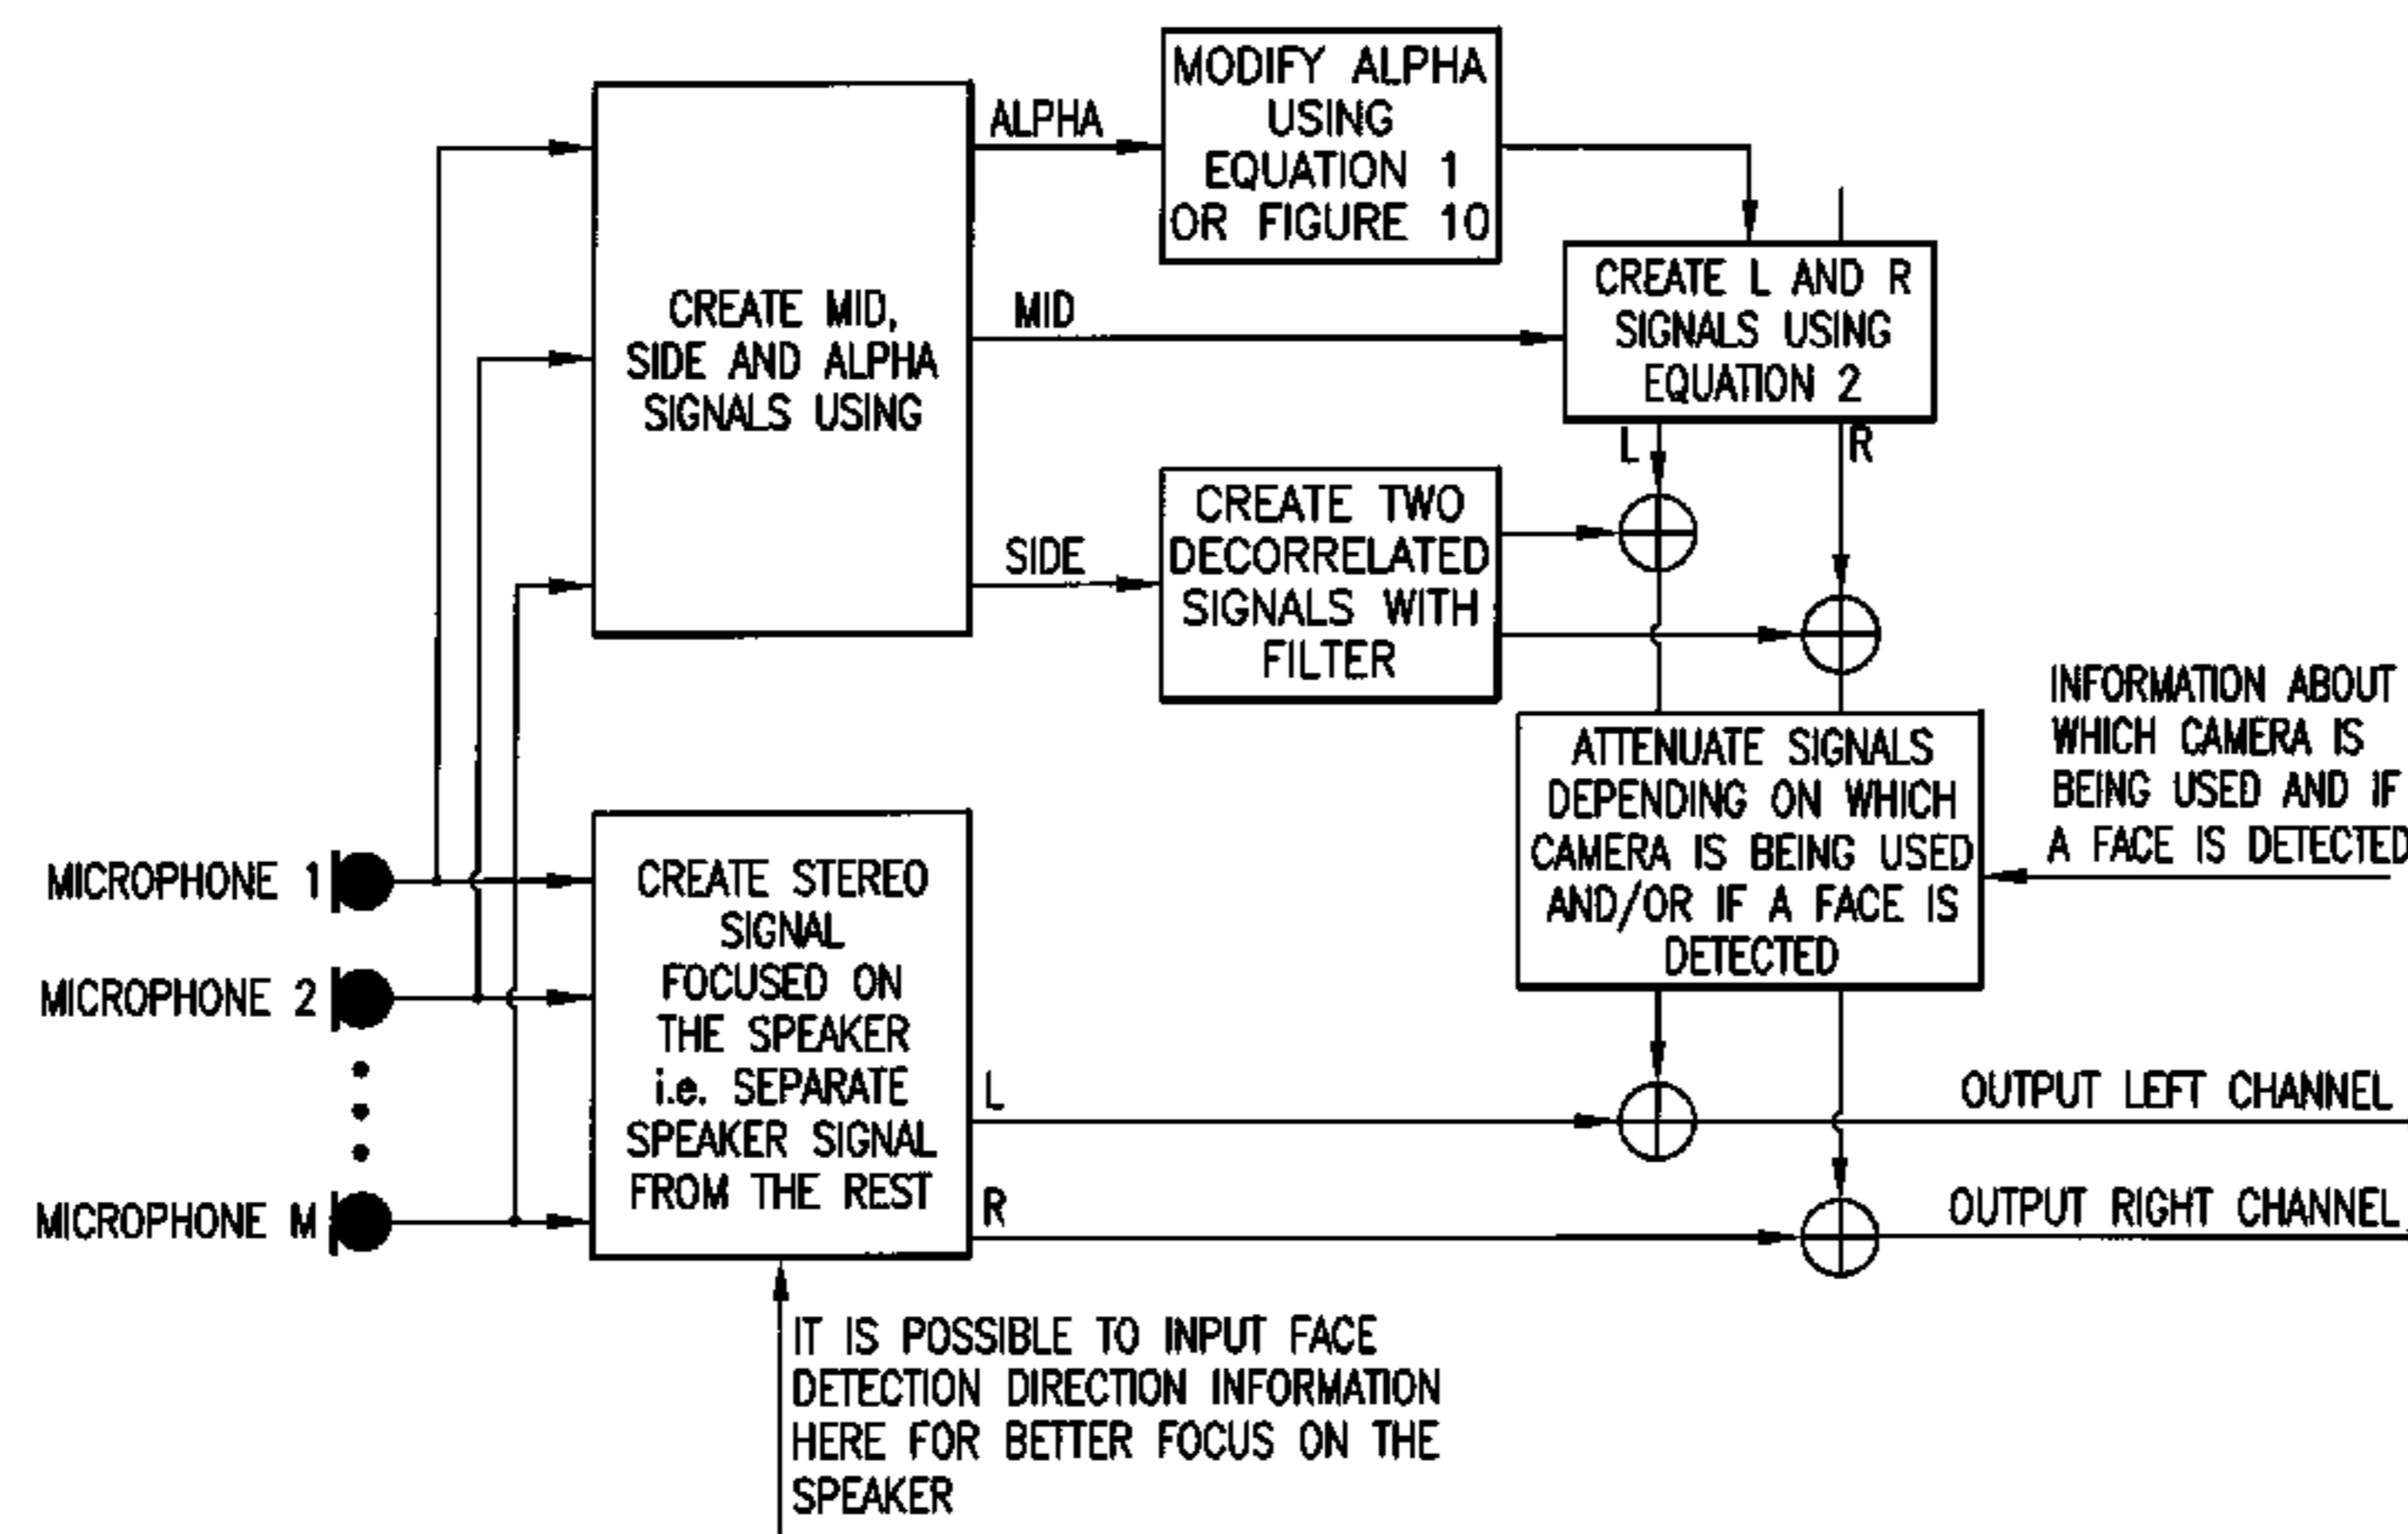 MODIFY ALPHA
USING
EQUATION 1
OR FIGURE 10
ALPHA
CREATE MID,
SIDE AND ALPHA
SIGNALS USING
MID
CREATE L AND R
SIGNALS USING
EQUATION 2
L
R
SIDE
CREATE TWO
DECORRELATED
SIGNALS WITH
FILTER
INFORMATION ABOUT
WHICH CAMERA IS
BEING USED AND IF
A FACE IS DETECTED
ATTENUATE SIGNALS
DEPENDING ON WHICH
CAMERA IS BEING USED
AND/OR IF A FACE IS
DETECTED
MICROPHONE 1
MICROPHONE 2
MICROPHONE M
CREATE STEREO
SIGNAL
FOCUSED ON
THE SPEAKER
i.e. SEPARATE
SPEAKER SIGNAL
FROM THE REST
L
R
OUTPUT LEFT CHANNEL
OUTPUT RIGHT CHANNEL
IT IS POSSIBLE TO INPUT FACE
DETECTION DIRECTION INFORMATION
HERE FOR BETTER FOCUS ON THE
SPEAKER